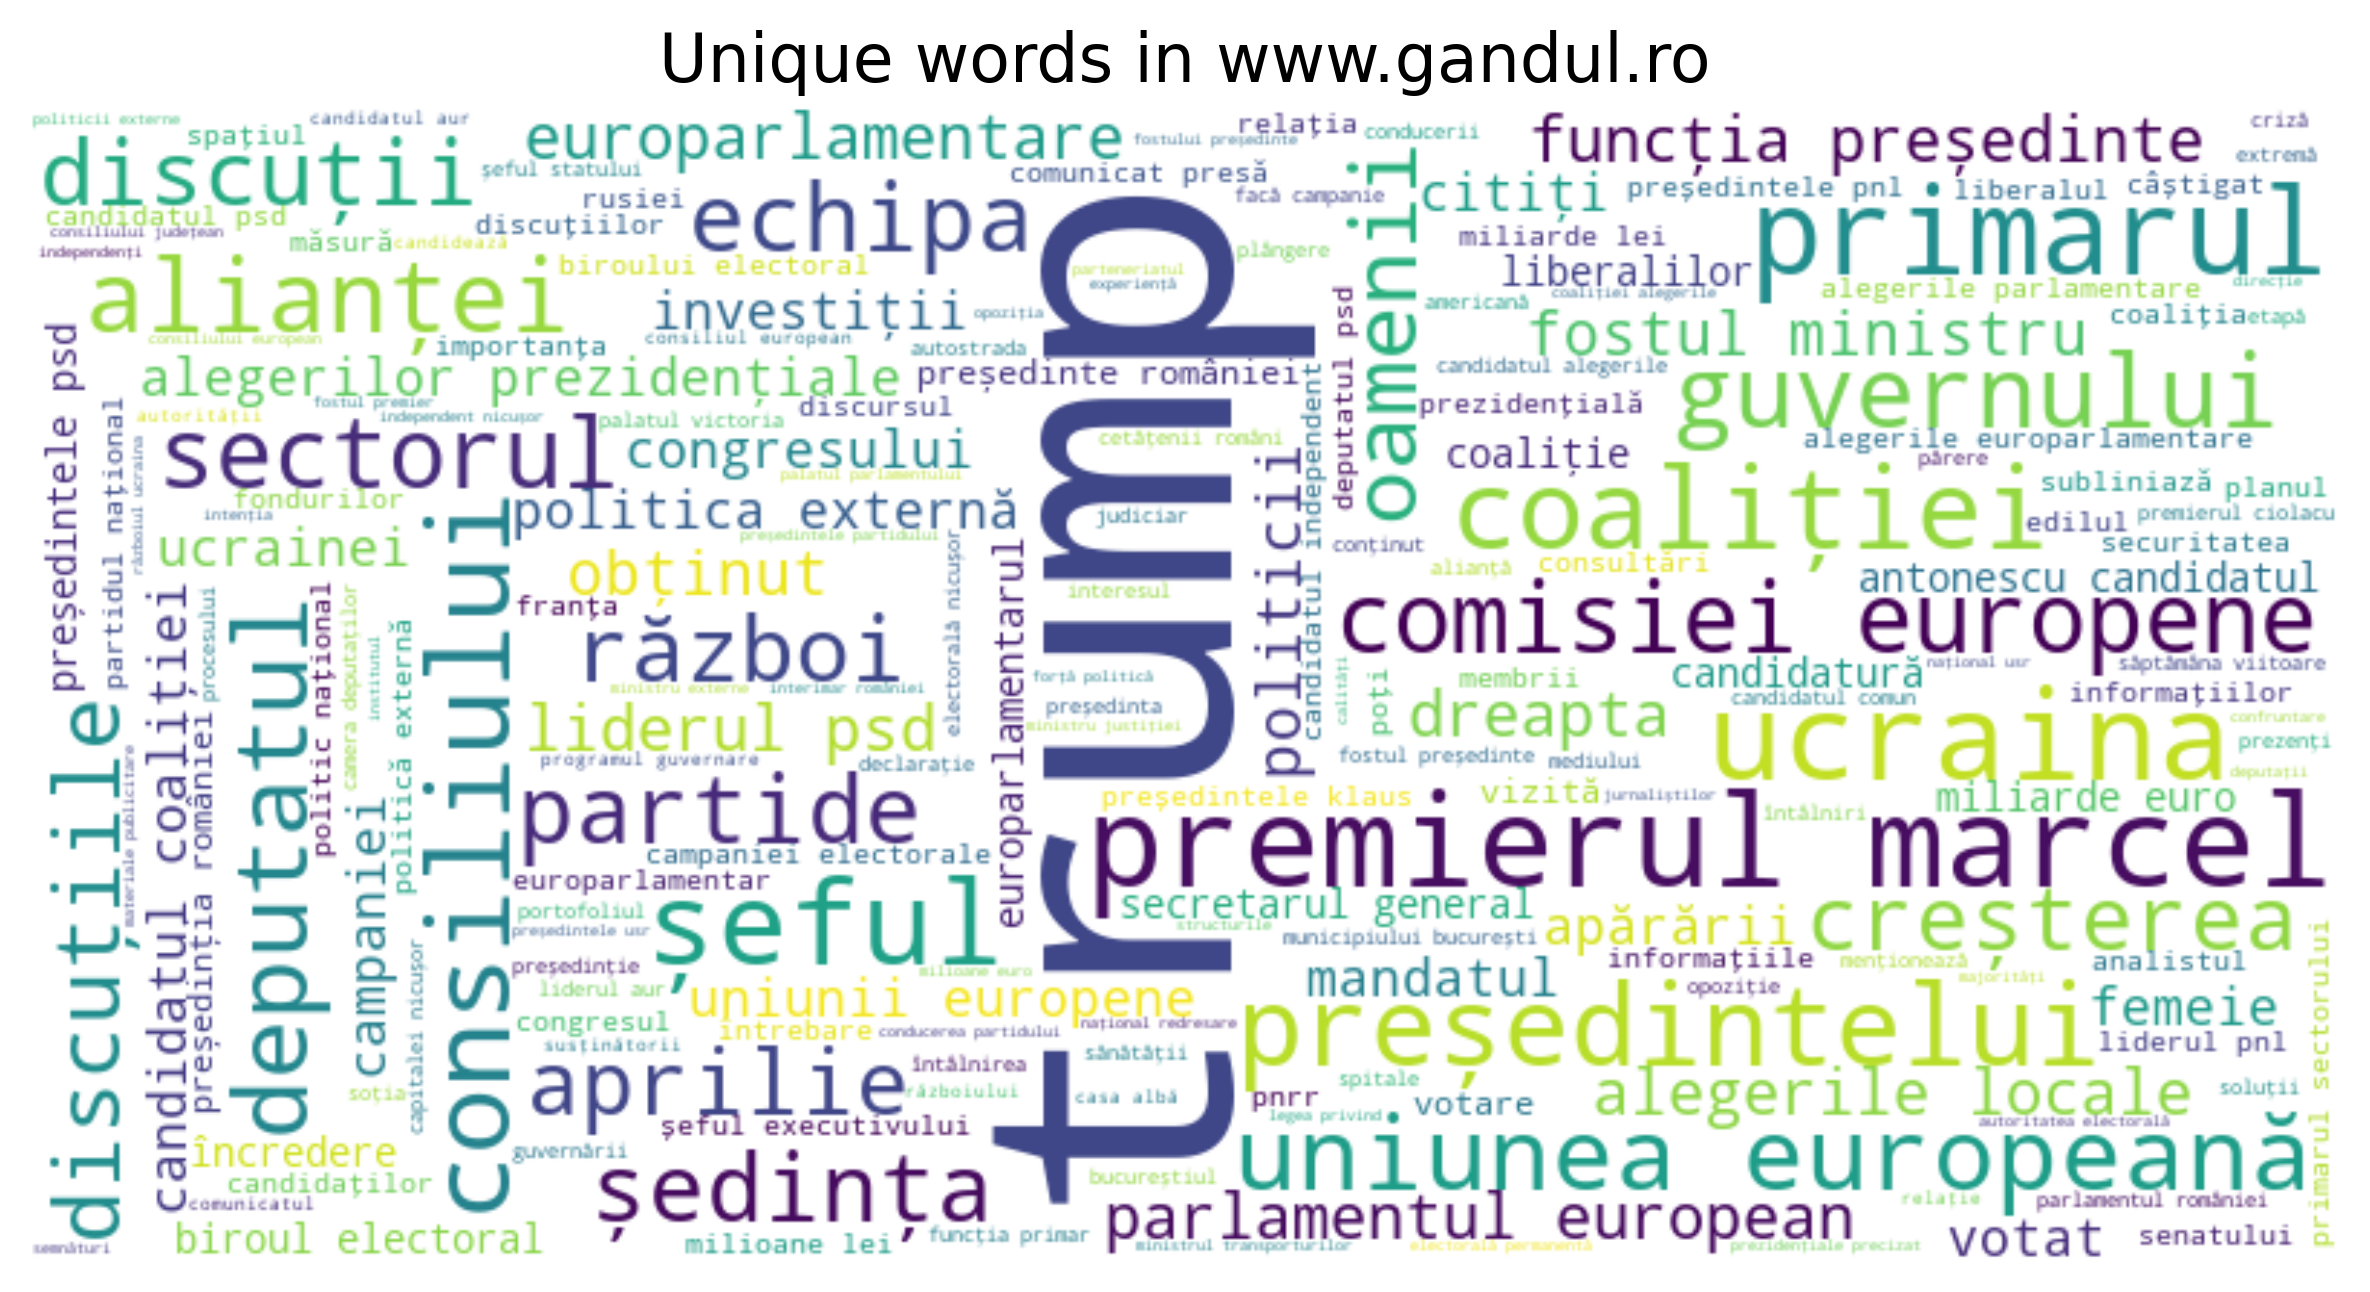 Unique words in www.gandul.ro
politicii externe
candidatul aur
spațiul
discuții
europarlamentare
șeful statului
relația
conducerii
fostului președinte
funcția președinte
criză
extremă
comunicat presă
rusiei
echipa
facă campanie
citiți
președintele pnl
liberalul
câștigat
candidatul psd
consiliului județean
discuțiilor
măsură
candidează
independenți
plângere
oamenii
miliarde lei
primarul
alianței
biroului electoral
parteneriatul
experiență
liberalilor
direcție
investiții
opoziția
americană
coaliției alegerile
alegerile parlamentare
consiliului european
importanța
consiliul european
autostrada
deputatul psd
fostul ministru
coaliția
etapă
președintele psd
alegerilor prezidențiale
președinte româniei
candidatul alegerile
guvernului
autorității
fostul premier
independent nicușor
palatul victoria
discursul
prezidențială
partidul național
războiul ucraina
sectorul
congresului
cetățenii români
coaliție
alegerile europarlamentare
părere
palatul parlamentului
fondurilor
politica externă
coaliției
subliniază
planul
intenția
judiciar
edilul
premierul ciolacu
ucrainei
președintele partidului
conținut
securitatea
obținut
alianță
consultări
antonescu candidatul
franța
interesul
comisiei europene
război
trump
politicii
candidatul independent
europarlamentarul
electorală nicușor
forță politică
candidatură
național usr
săptămâna viitoare
ministru externe
interimar româniei
calități
poți
membrii
candidatul comun
informațiilor
liderul psd
președinta
ministru justiției
dreapta
ucraina
confruntare
prezenți
programul guvernare
declarație
fostul președinte
mediului
deputații
discuțiile
materiale publicitare
candidatul coaliției
președinția româniei
procesului
deputatul
politic național
camera deputaților
institutul
politică externă
campaniei
capitalei nicușor
consiliului
partide
președintele klaus
vizită
jurnaliștilor
întâlniri
miliarde euro
premierul marcel
campaniei electorale
europarlamentar
portofoliul
președintele usr
șeful
secretarul general
structurile
municipiului bucurești
apărării
creșterea
președinție
milioane euro
liderul aur
mandatul
informațiile
menționează
analistul
majorități
opoziție
uniunii europene
congresul
întrebare
conducerea partidului
național redresare
susținătorii
președintelui
femeie
liderul pnl
primarul sectorului
aprilie
întâlnirea
sănătății
soția
războiului
casa albă
spitale
pnrr
legea privind
votare
alegerile locale
soluții
șeful executivului
autoritatea electorală
încredere
guvernării
uniunea europeană
candidaților
ședința
bucureștiul
comunicatul
parlamentul european
relație
parlamentul româniei
semnături
biroul electoral
milioane lei
funcția primar
ministrul transporturilor
electorală permanentă
prezidențiale precizat
votat
senatului